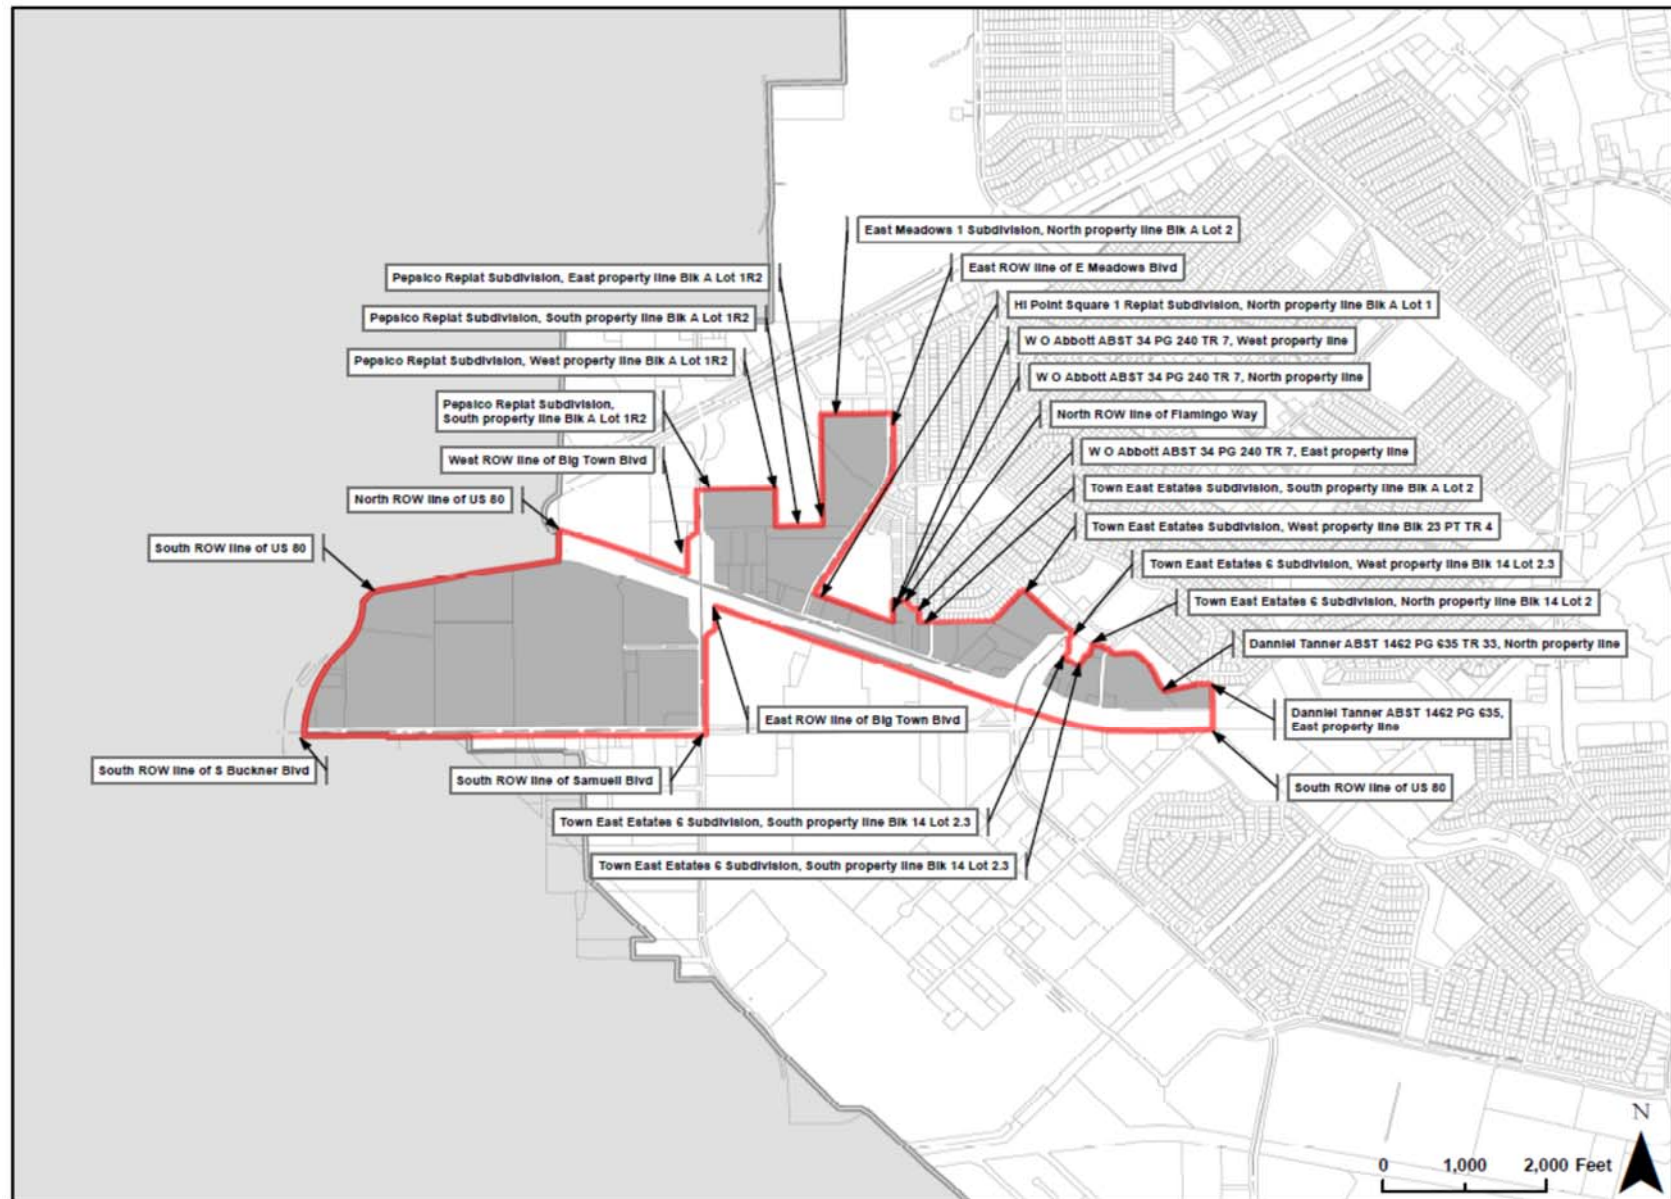 East Meadows 1 Subdivision, North property line Blk A Lot 2
East ROW line of E Meadows Blvd
Pepsico Replat Subdivision, East property line Blk A Lot 1R2
Hi Point Square 1 Replat Subdivision, North property line Blk A Lot 1
Pepsico Replat Subdivision, South property line Blk A Lot 1R2
W O Abbott ABST 34 PG 240 TR 7, West property line
Pepsico Replat Subdivision, West property line Blk A Lot 1R2
W O Abbott ABST 34 PG 240 TR 7, North property line
Pepsico Replat Subdivision,
South property line Blk A Lot 1R2
North ROW line of Flamingo Way
W O Abbott ABST 34 PG 240 TR 7, East property line
West ROW line of Big Town Blvd
Town East Estates Subdivision, South property line Blk A Lot 2
North ROW line of US 80
Town East Estates Subdivision, West property line Blk 23 PT TR 4
South ROW line of US 80
Town East Estates 6 Subdivision, West property line Blk 14 Lot 2.3
Town East Estates 6 Subdivision, North property line Blk 14 Lot 2
Danniel Tanner ABST 1462 PG 635 TR 33, North property line
East ROW line of Big Town Blvd
Danniel Tanner ABST 1462 PG 635,
East property line
South ROW line of S Buckner Blvd
South ROW line of Samuell Blvd
South ROW line of US 80
Town East Estates 6 Subdivision, South property line Blk 14 Lot 2.3
Town East Estates 6 Subdivision, South property line Blk 14 Lot 2.3
N
0 1,000 2,000 Feet